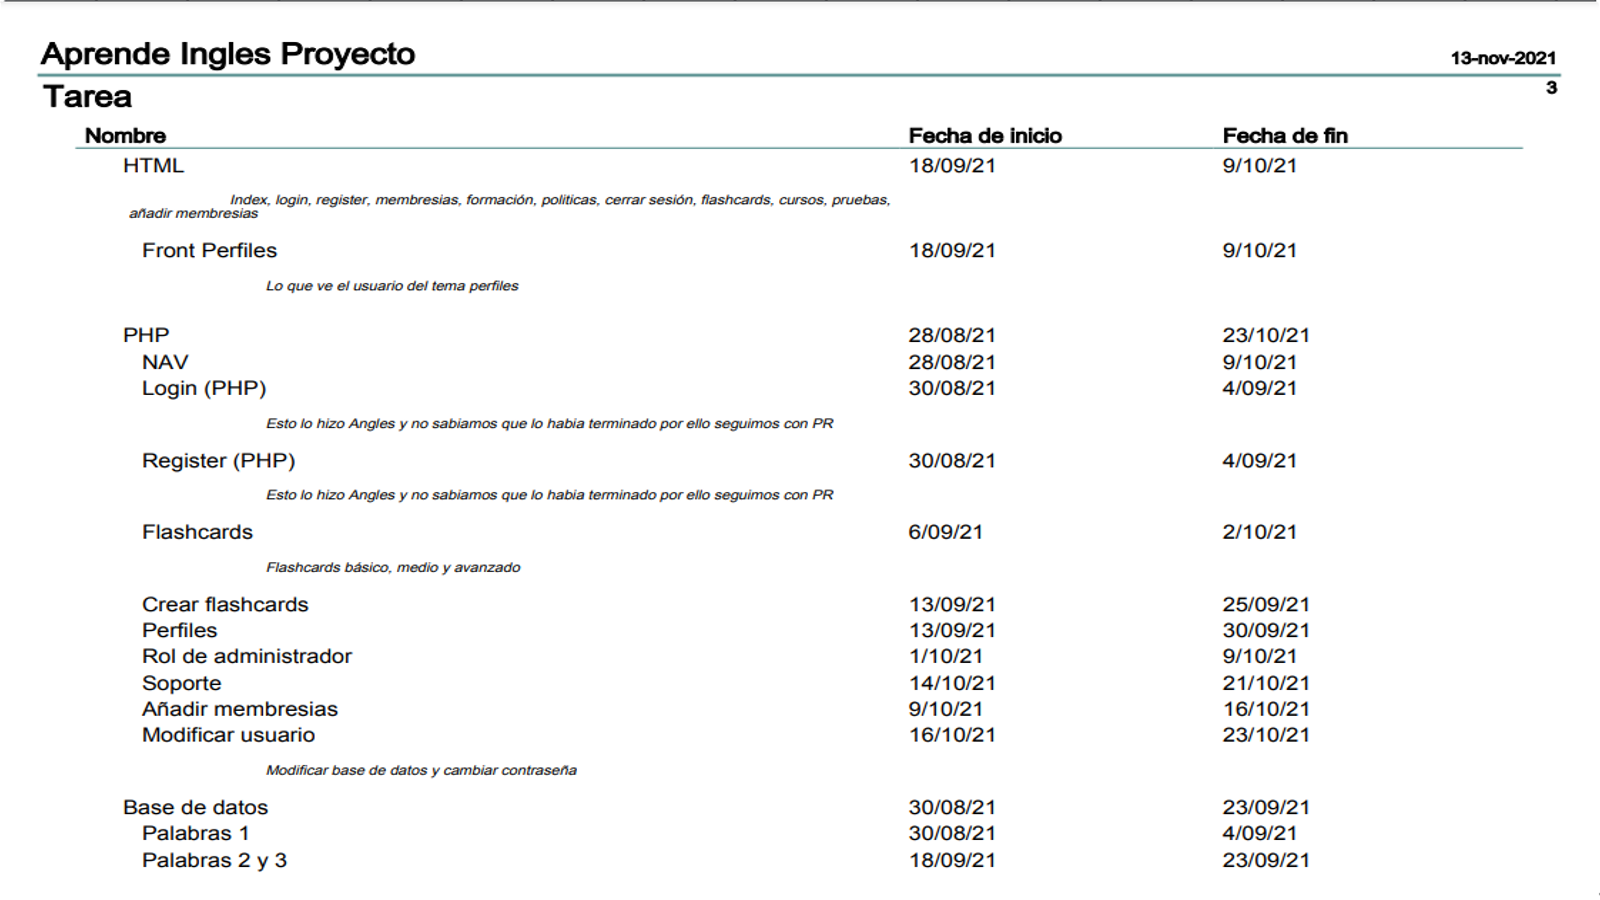 Aprende Ingles Proyecto
13-nov-2021
Tarea
3
Nombre Fecha de inicio Fecha de fin
HTML 18/09/21 9/10/21
Index, login, register, membresias, formación, politicas, cerrar sesión, flashcards, cursos, pruebas,
añadir membresias
Front Perfiles 18/09/21 9/10/21
Lo que ve el usuario del tema perfiles
PHP 28/08/21 23/10/21
NAV 28/08/21 9/10/21
Login (PHP) 30/08/21 4/09/21
Esto lo hizo Angles y no sabiamos que lo habia terminado por ello seguimos con PR
Register (PHP) 30/08/21 4/09/21
Esto lo hizo Angles y no sabiamos que lo habia terminado por ello seguimos con PR
Flashcards 6/09/21 2/10/21
Flashcards básico, medio y avanzado
Crear flashcards 13/09/21 25/09/21
Perfiles 13/09/21 30/09/21
Rol de administrador 1/10/21 9/10/21
Soporte 14/10/21 21/10/21
Añadir membresias 9/10/21 16/10/21
Modificar usuario 16/10/21 23/10/21
Modificar base de datos y cambiar contraseña
Base de datos 30/08/21 23/09/21
Palabras 1 30/08/21 4/09/21
Palabras 2 y 3 18/09/21 23/09/21